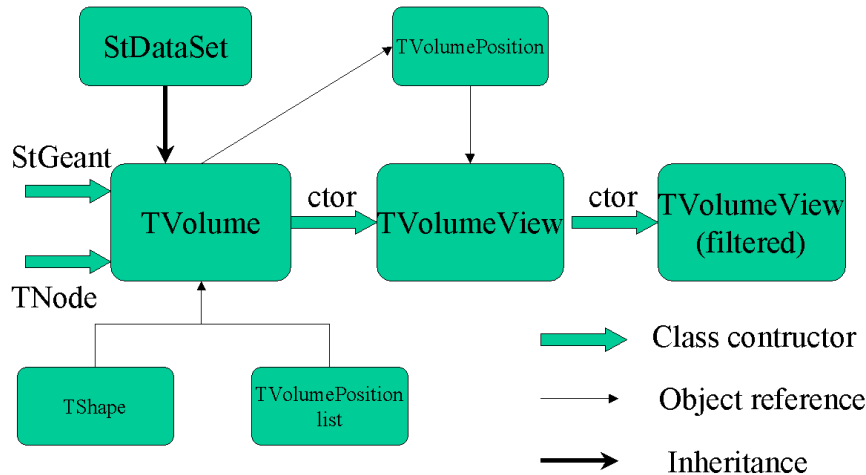 StDataSet
TVolumePosition
StGeant
TVolume
ctor
TVolumeView
ctor
TVolumeView
(filtered)
TNode
TShape
TVolumePosition
list
Class contructor
Object reference
Inheritance